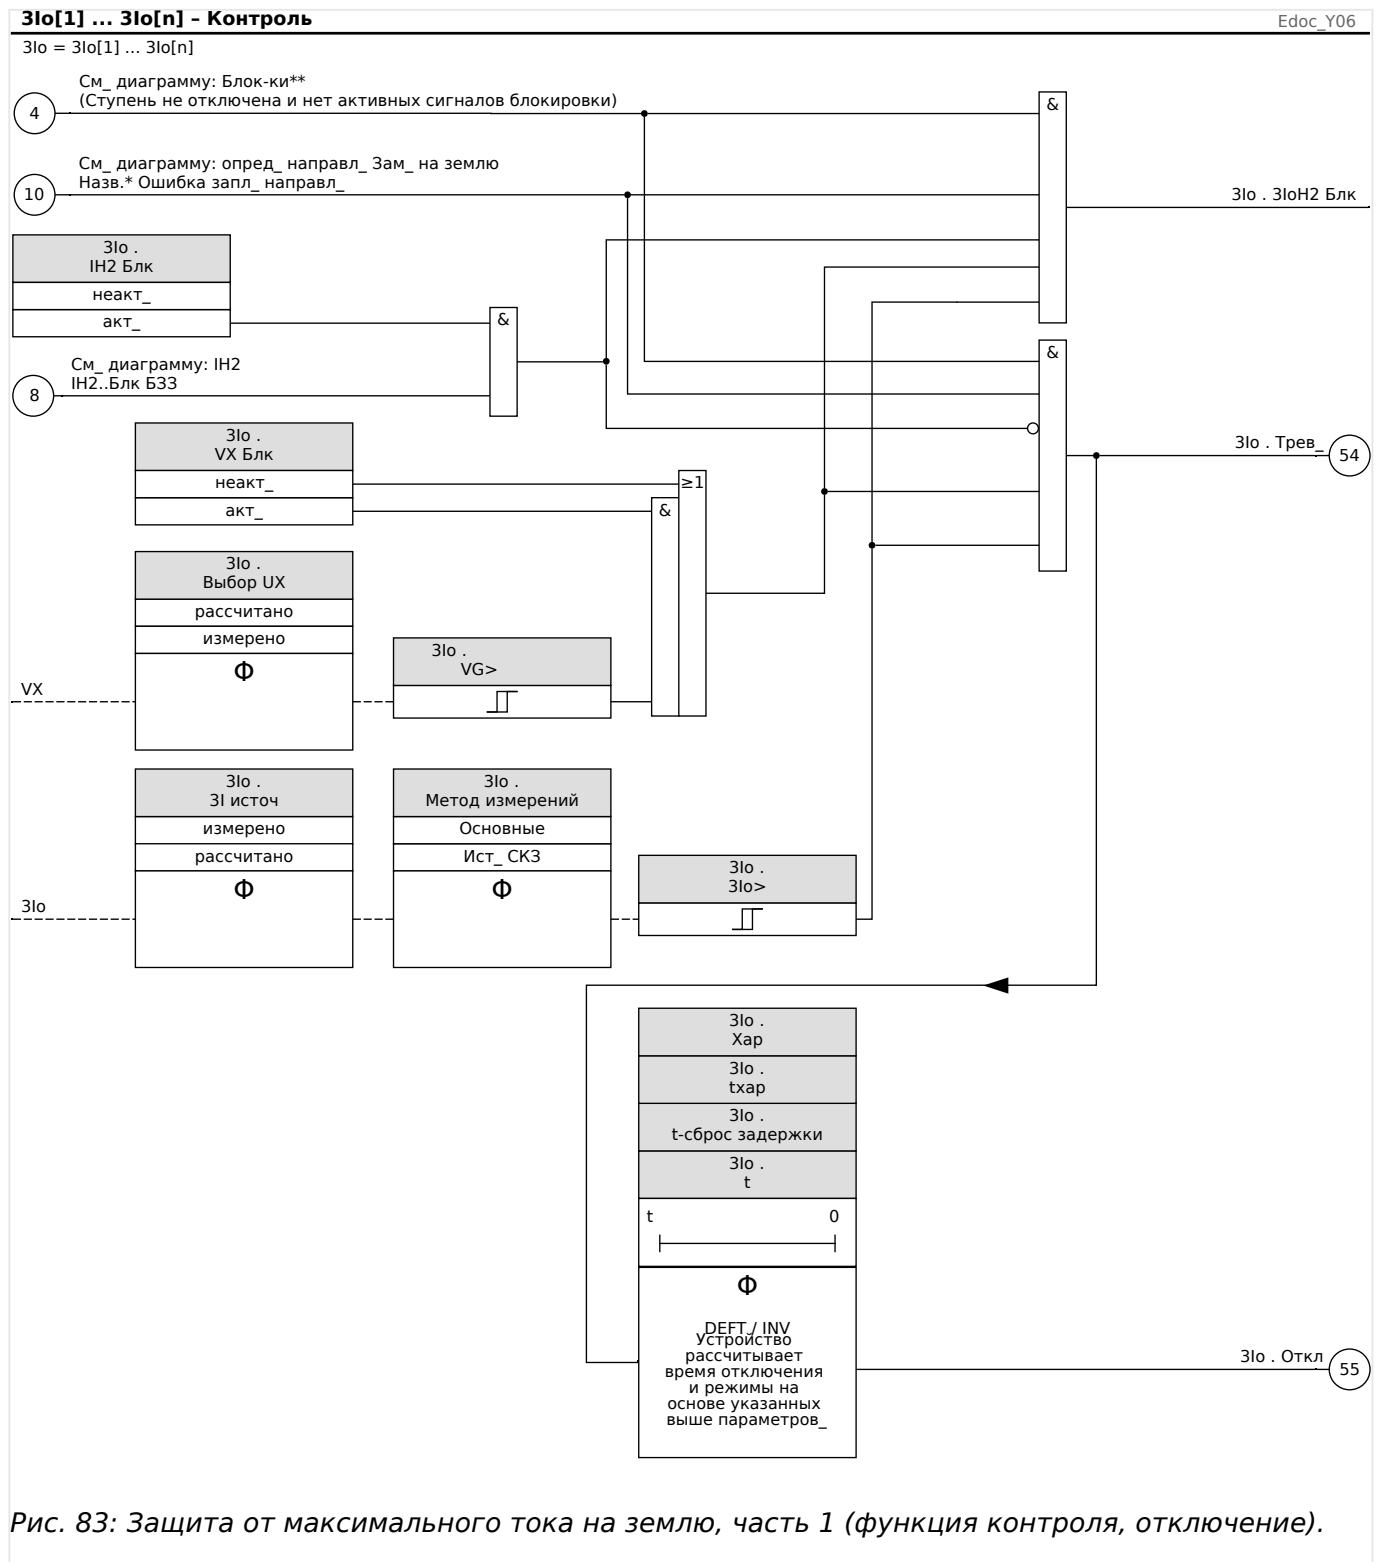 3Io[1] ... 3Io[n] – Контроль
Edoc_Y06
3Io = 3Io[1] ... 3Io[n]
См_ диаграмму: Блок-ки**
(Ступень не отключена и нет активных сигналов блокировки)
4
&
См_ диаграмму: опред_ направл_ Зам_ на землю
Назв.* Ошибка запл_ направл_
10
3Io . 3IoH2 Блк
3Io .
IH2 Блк
неакт_
акт_
&
См_ диаграмму: IH2
IH2..Блк БЗЗ
8
&
3Io . Трев_
54
3Io .
VX Блк
неакт_
акт_
≥1
&
3Io .
Выбор UX
рассчитано
измерено
Ф
VX
3Io .
VG>
3Io .
3I источ
измерено
рассчитано
Ф
3Io
3Io .
Метод измерений
Основные
Ист_ СКЗ
Ф
3Io .
3Io>
3Io .
Хар
3Io .
tхар
3Io .
t-сброс задержки
3Io .
t
t 0
Ф
DEFT / INV
Устройство
рассчитывает
время отключения
и режимы на
основе указанных
выше параметров_
3Io . Откл
55
Рис. 83: Защита от максимального тока на землю, часть 1 (функция контроля, отключение).